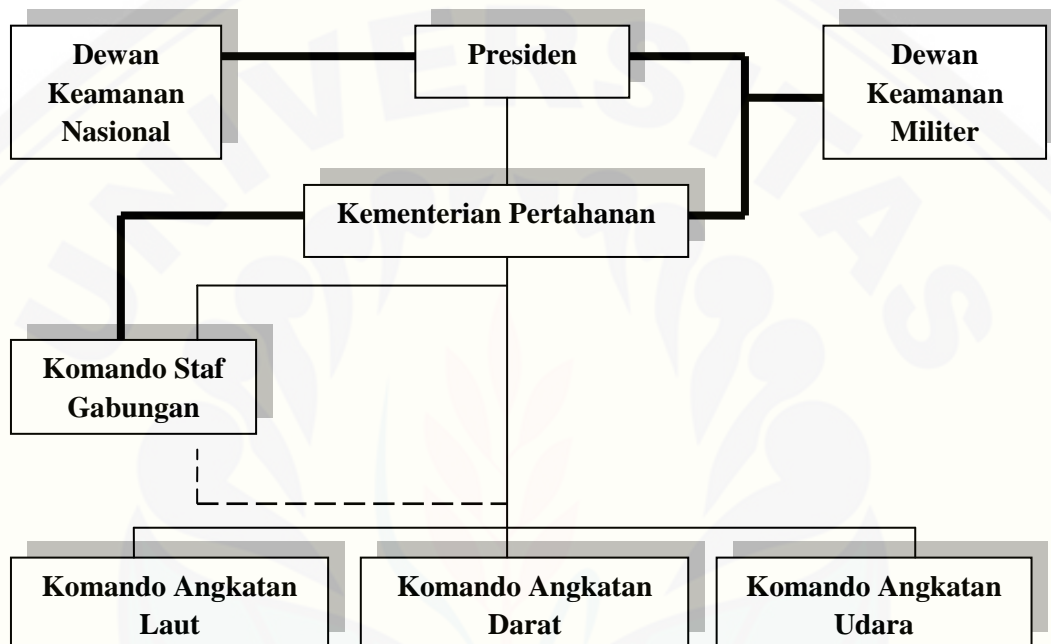 Dewan
Keamanan
Nasional
Presiden
Dewan
Keamanan
Militer
Kementerian Pertahanan
Komando Staf
Gabungan
Komando Angkatan
Laut
Komando Angkatan
Darat
Komando Angkatan
Udara
UNIVERSITAS